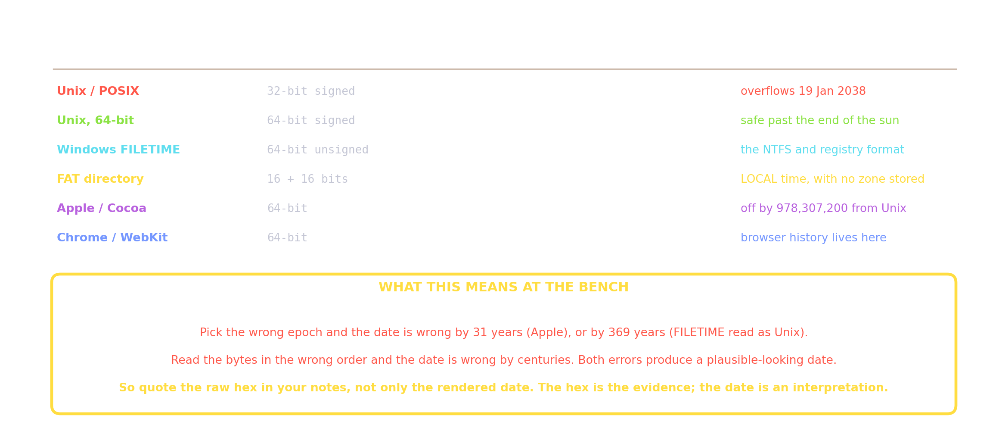 Unix / POSIX 32-bit signed overflows 19 Jan 2038
Unix, 64-bit 64-bit signed safe past the end of the sun
Windows FILETIME 64-bit unsigned the NTFS and registry format
FAT directory 16 + 16 bits LOCAL time, with no zone stored
Apple / Cocoa 64-bit off by 978,307,200 from Unix
Chrome / WebKit 64-bit browser history lives here
WHAT THIS MEANS AT THE BENCH
Pick the wrong epoch and the date is wrong by 31 years (Apple), or by 369 years (FILETIME read as Unix).
Read the bytes in the wrong order and the date is wrong by centuries. Both errors produce a plausible-looking date.
So quote the raw hex in your notes, not only the rendered date. The hex is the evidence; the date is an interpretation.